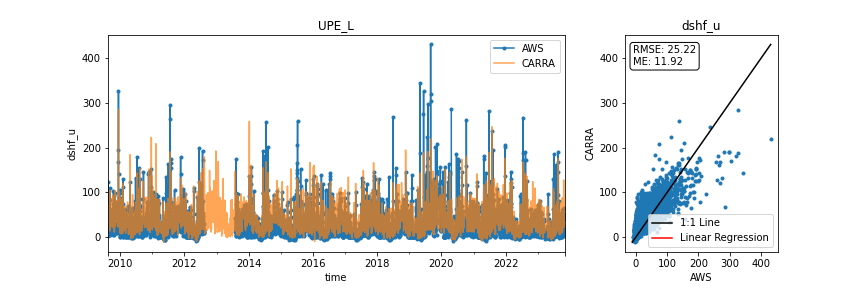 UPE_L
dshf_u
400
300
200
100
0
dshf_u
AWS
CARRA
2010
2012
2014
2016
2018
2020
2022
time
dshf_u
RMSE: 25.22
ME: 11.92
400
300
200
100
0
CARRA
1:1 Line
Linear Regression
0
100
200
300
400
AWS